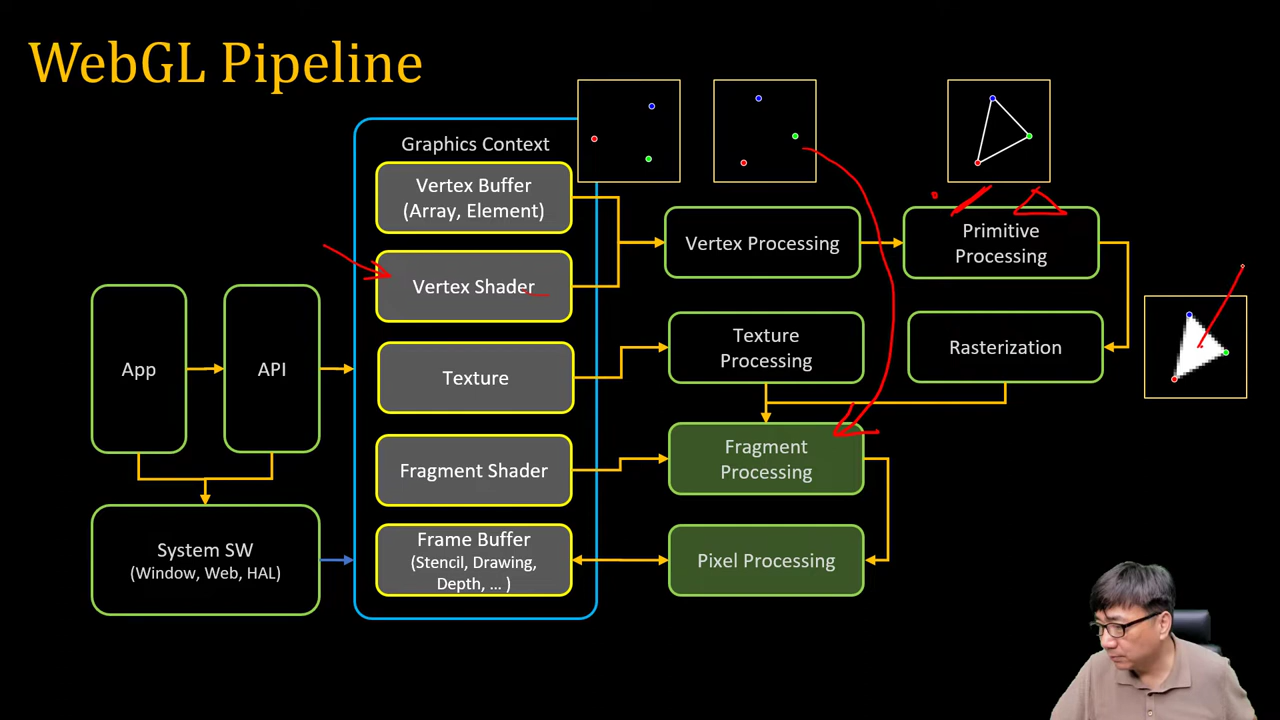 WebGL Pipeline
Graphics Context
Vertex Buffer
(Array, Element)
Vertex Shader
Texture
Fragment Shader
Frame Buffer
(Stencil, Drawing,
Depth, ... )
App
API
System SW
(Window, Web, HAL)
Vertex Processing
Primitive
Processing
Texture
Processing
Rasterization
Fragment
Processing
Pixel Processing